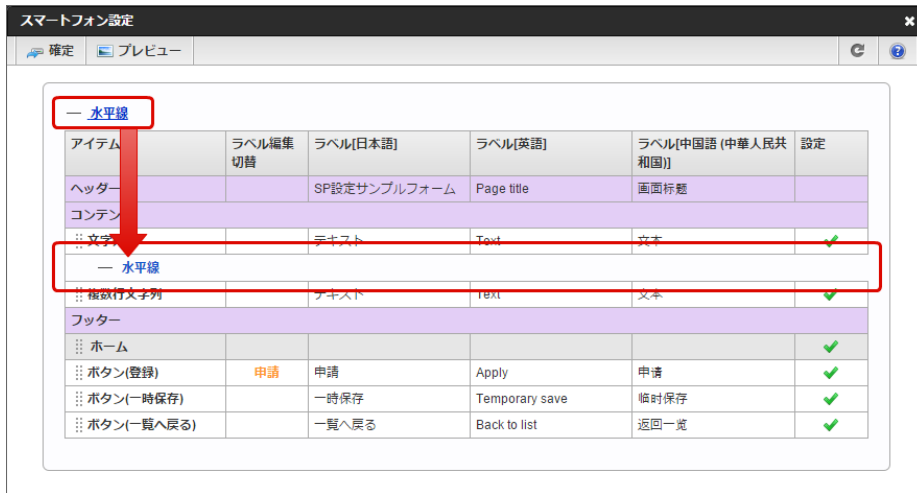 スマートフォン設定
確定 プレビュー
水平線
アイテム ラベル編集切替 ラベル[日本語] ラベル[英語] ラベル[中国語 (中華人民共和国)] 設定
ヘッダー SP設定サンプルフォーム Page title 画面标题
コンテン
文字 テキスト Text 文本
水平線
複数行文字列 テキスト Text 文本
フッター
ホーム
ボタン(登録) 申請 申請 Apply 申请
ボタン(一時保存) 一時保存 Temporary save 临时保存
ボタン(一覧へ戻る) 一覧へ戻る Back to list 返回一览